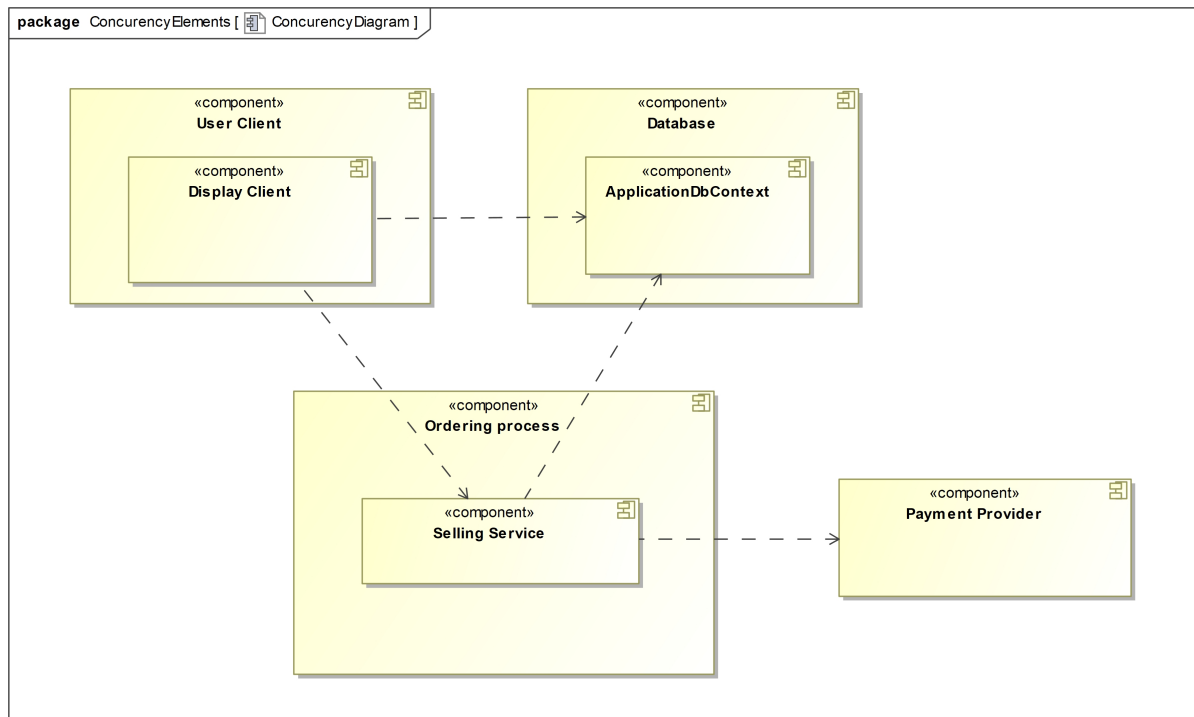 package ConcurencyElements [ ConcurencyDiagram ]
«component»
User Client
«component»
Display Client
«component»
Database
«component»
ApplicationDbContext
«component»
Ordering process
«component»
Selling Service
«component»
Payment Provider